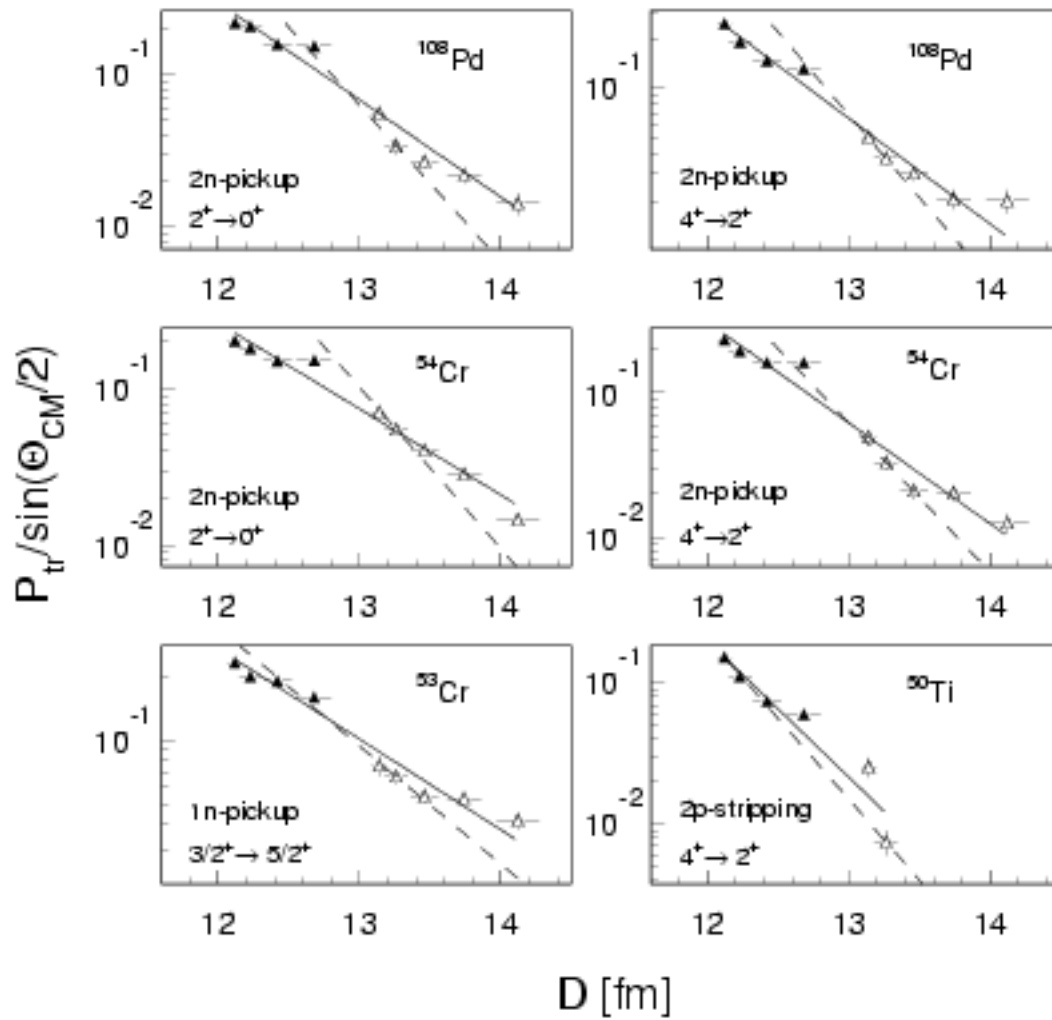 P_tr/sin(Θ_CM/2)
10^-1
10^-2
¹⁰⁸Pd
2n-pickup
2⁺→0⁺
12 13 14
10^-1
¹⁰⁸Pd
2n-pickup
4⁺→2⁺
12 13 14
10^-1
10^-2
⁵⁴Cr
2n-pickup
2⁺→0⁺
12 13 14
10^-1
10^-2
⁵⁴Cr
2n-pickup
4⁺→2⁺
12 13 14
10^-1
⁵³Cr
1n-pickup
3/2⁺→5/2⁺
12 13 14
10^-1
10^-2
⁵⁰Ti
2p-stripping
4⁺→2⁺
12 13 14
D [fm]